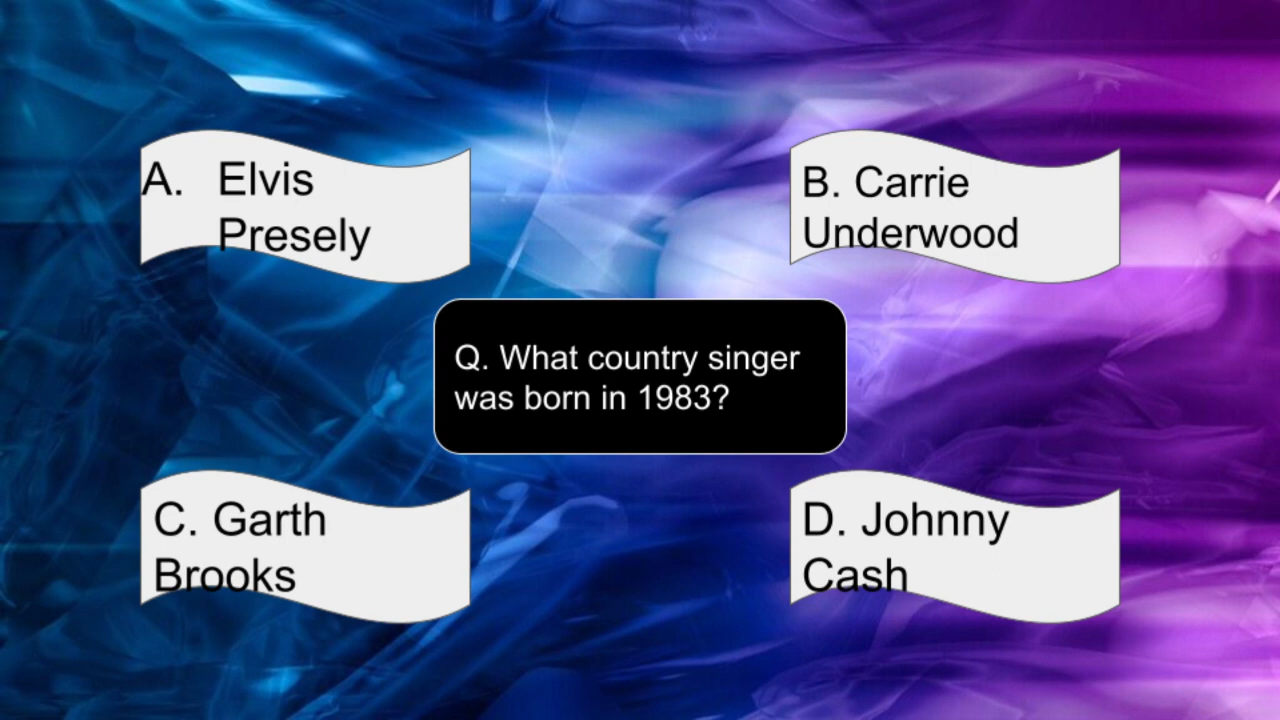 A. Elvis
Presely
B. Carrie
Underwood
Q. What country singer
was born in 1983?
C. Garth
Brooks
D. Johnny
Cash